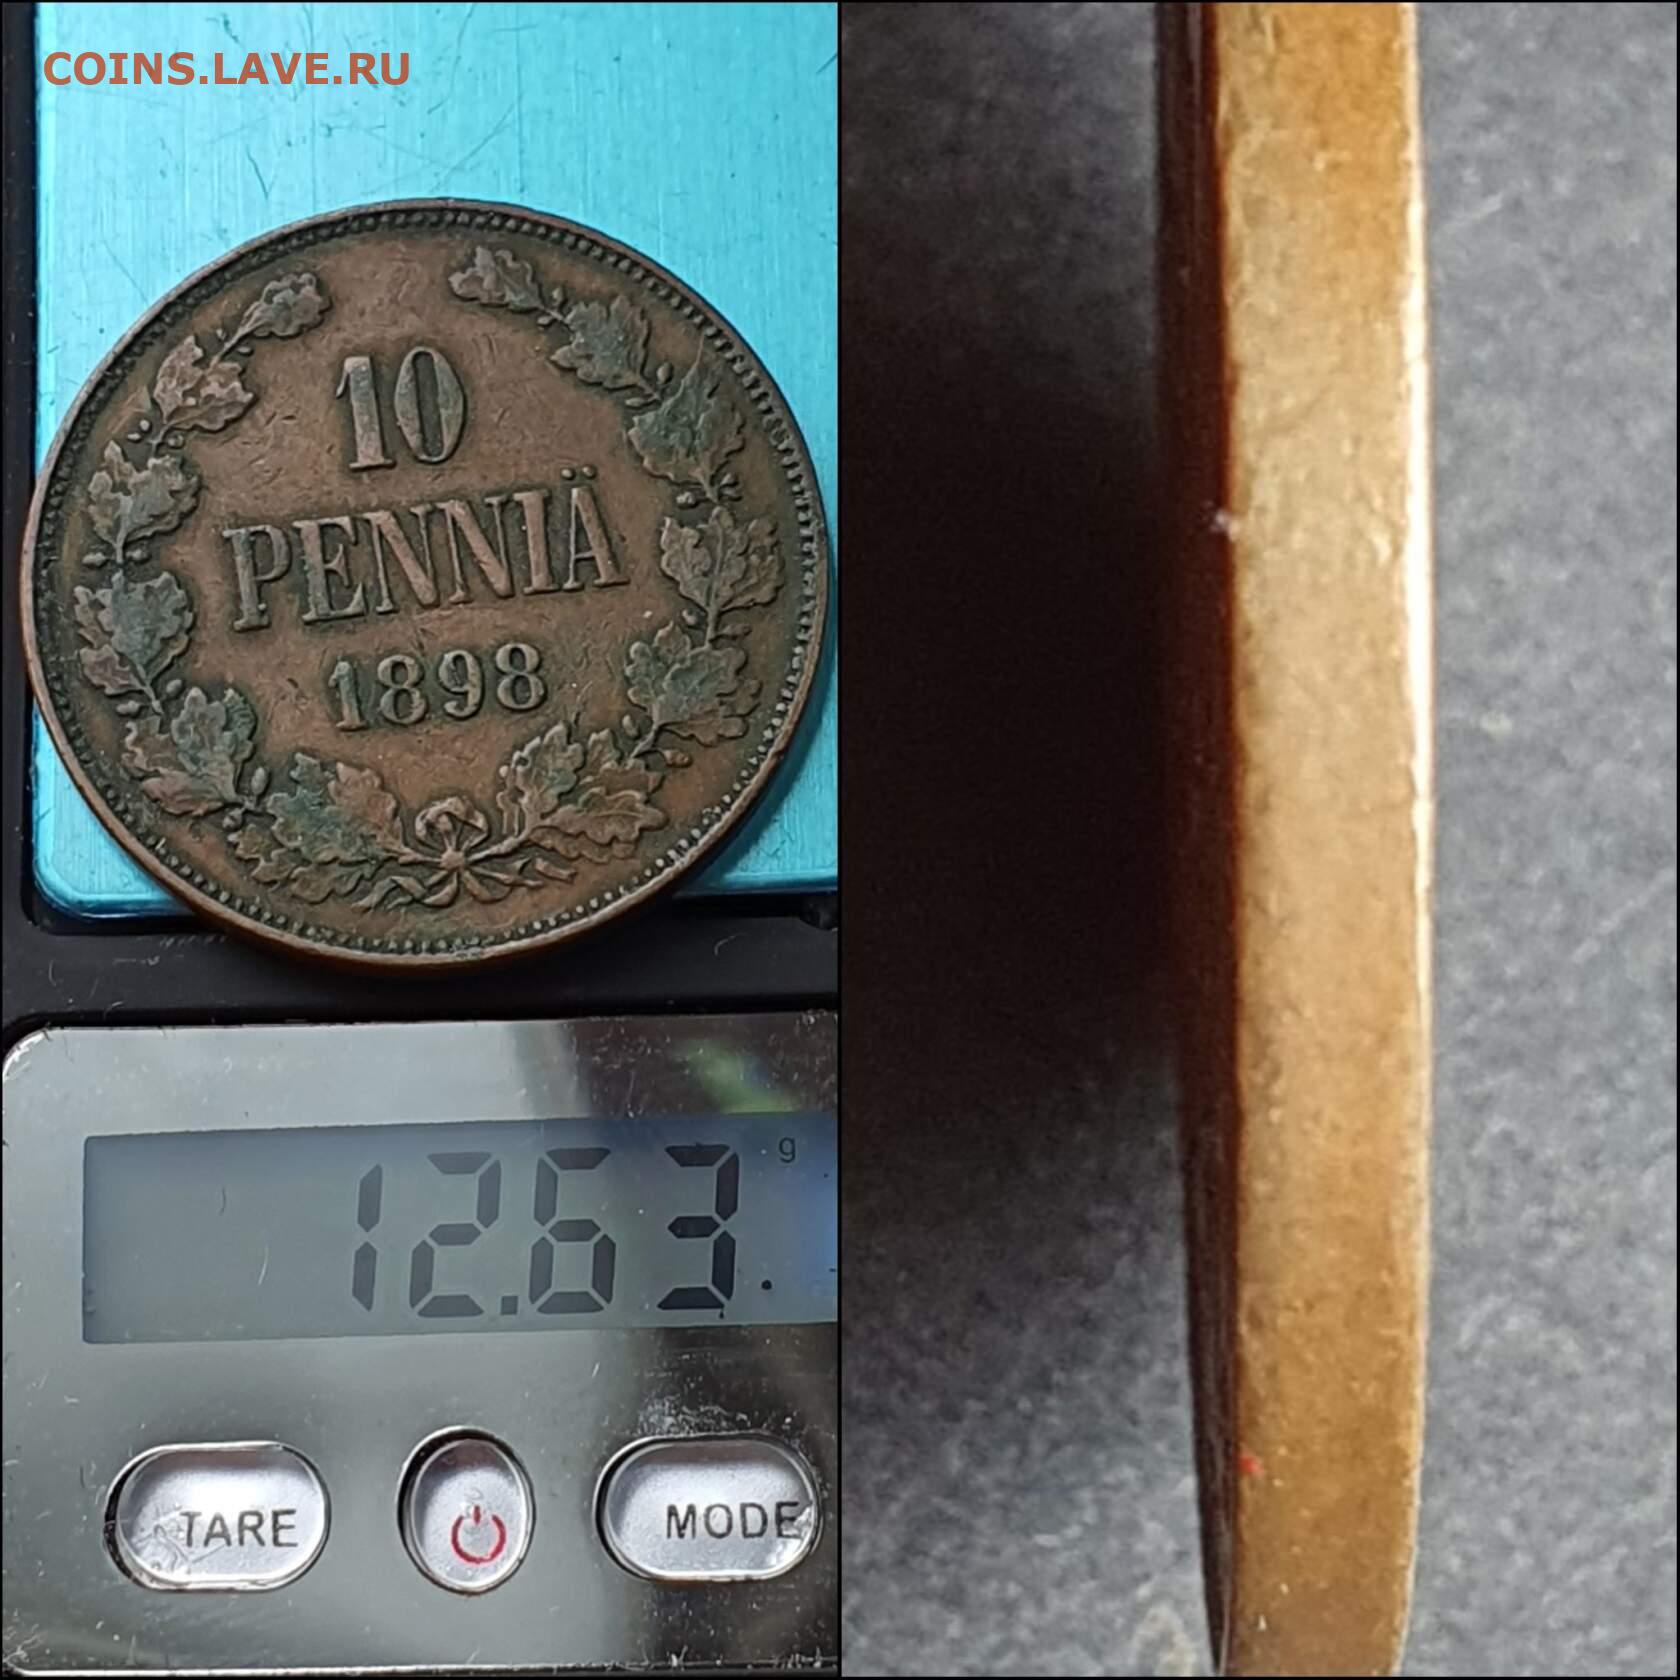 COINS.LAVE.RU
10
PENNIÄ
1898
g
12.63
TARE
MODE